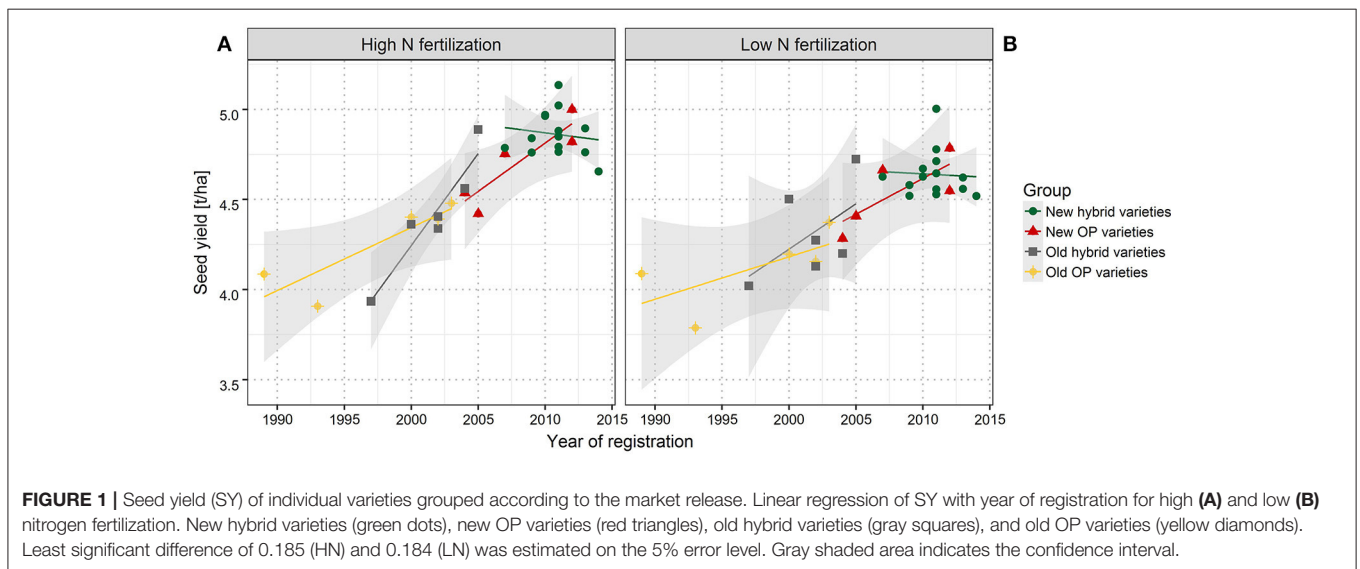 A
High N fertilization
Low N fertilization
B
Seed yield [t/ha]
5.0
4.5
4.0
3.5
1990 1995 2000 2005 2010 2015
1990 1995 2000 2005 2010 2015
Year of registration
Group
New hybrid varieties
New OP varieties
Old hybrid varieties
Old OP varieties
FIGURE 1 | Seed yield (SY) of individual varieties grouped according to the market release. Linear regression of SY with year of registration for high (A) and low (B)
nitrogen fertilization. New hybrid varieties (green dots), new OP varieties (red triangles), old hybrid varieties (gray squares), and old OP varieties (yellow diamonds).
Least significant difference of 0.185 (HN) and 0.184 (LN) was estimated on the 5% error level. Gray shaded area indicates the confidence interval.